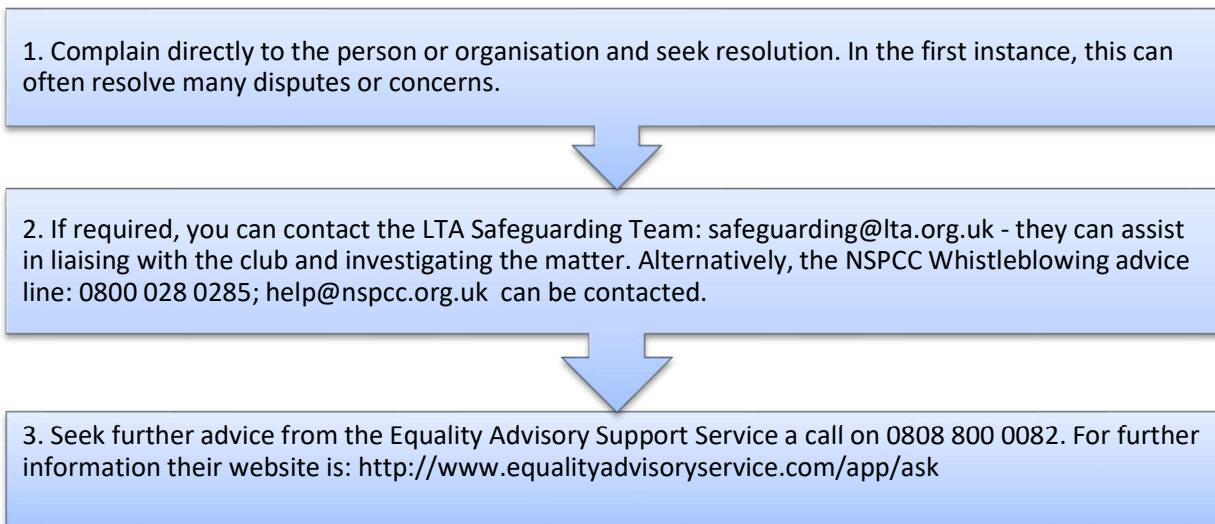 1. Complain directly to the person or organisation and seek resolution. In the first instance, this can
often resolve many disputes or concerns.
2. If required, you can contact the LTA Safeguarding Team: safeguarding@lta.org.uk - they can assist
in liaising with the club and investigating the matter. Alternatively, the NSPCC Whistleblowing advice
line: 0800 028 0285; help@nspcc.org.uk can be contacted.
3. Seek further advice from the Equality Advisory Support Service a call on 0808 800 0082. For further
information their website is: http://www.equalityadvisoryservice.com/app/ask